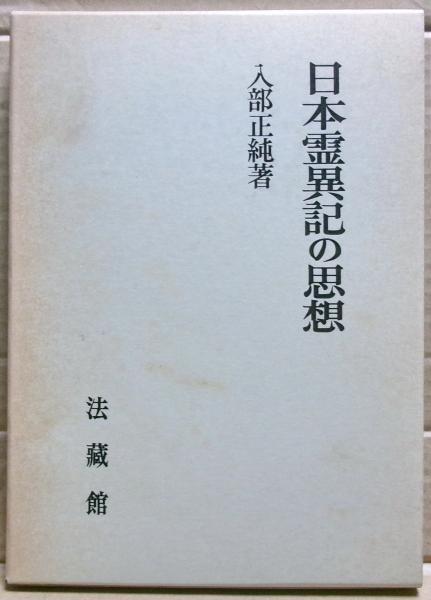 日本霊異記の思想
入部正純著
法藏館